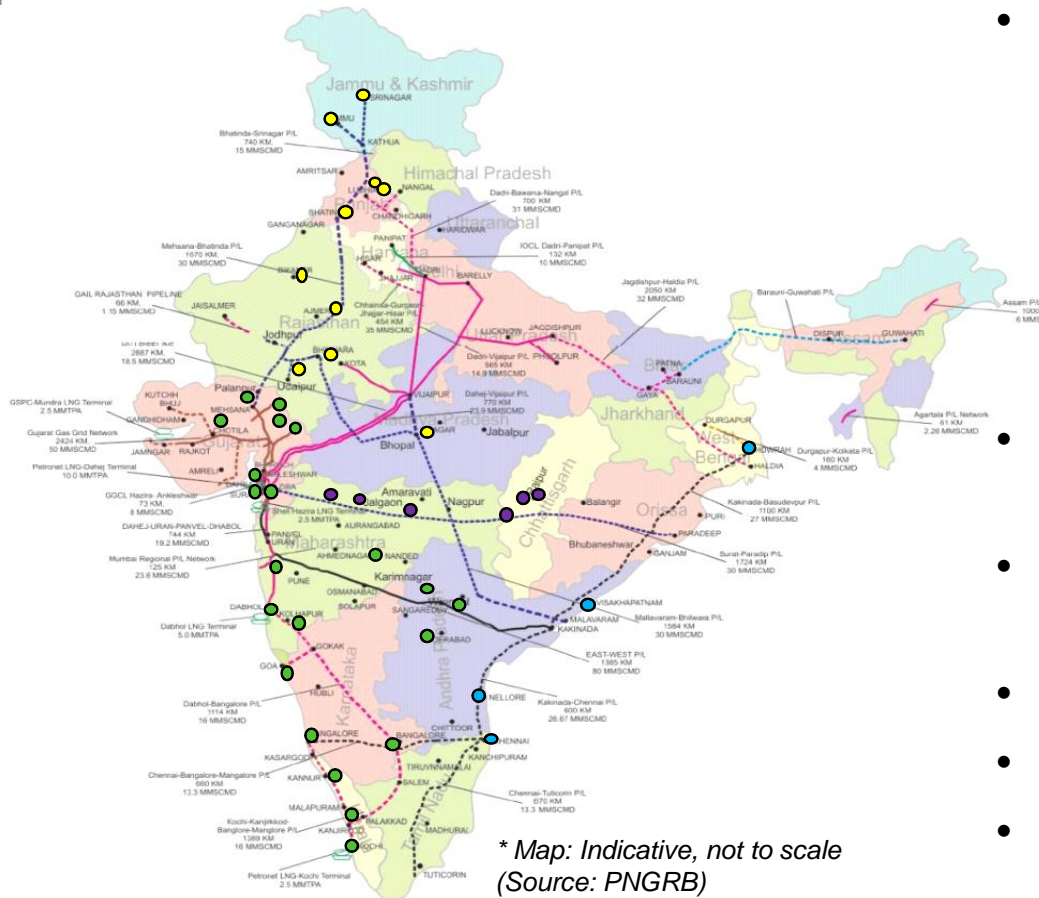 Jammu & Kashmir
SRINAGAR
KATHUA
Bhatinda-Srinagar P/L
740 KM,
15 MMSCMD
AMRITSAR
Himachal Pradesh
NANGAL
CHANDHIGARH
Dadri-Bawana-Nangal P/L
700 KM
31 MMSCMD
Uttaranchal
HARIDWAR
GANGANAGAR
PANIPAT
IOCL Dadri-Panipat P/L
132 KM
10 MMSCMD
Mehsana-Bhatinda P/L
1670 KM,
30 MMSCMD
HISAR
Haryana
BARELLY
GAIL RAJASTHAN PIPELINE
66 KM,
1.15 MMSCMD
JAISALMER
Rajasthan
Jodhpur
Chhainsa-Gurgaon-
Jhajjar-Hisar P/L
454 KM
35 MMSCMD
Jagdishpur-Haldia P/L
2050 KM
32 MMSCMD
Barauni-Guwahati P/L
DISPUR
GUWAHATI
Assam P/L
1000
6 MMS
LUCKNOW
JAGDISHPUR
2687 KM.
18.6 MMSCMD
KOTA
Dadri-Vijaipur P/L
565 KM
14.9 MMSCMD
PATNA
BARAUNI
GAYA
Palanpur
Udaipur
VIJAIPUR
Dahej-Vijaipur P/L
770 KM
23.9 MMSCMD
KUTCHH
BHUJ
MEHSANA
GSPC-Mundra LNG Terminal
2.5 MMTPA
GANDHIDHAM
Bhopal
Jabalpur
Jharkhand
DURGAPUR
West
Bengal
HALDIA
Agartala P/L Network
61 KM
2.26 MMSCMD
Durgapur-Kolkata P/L
160 KM
4 MMSCMD
Gujarat Gas Grid Network
2424 KM,
50 MMSCMD
JAMNGAR
RAJKOT
Gujarat
AMRELI
Petronet LNG-Dahej Terminal
10.0 MMTPA
GGCL Hazira- Ankleshwar
73 KM,
8 MMSCMD
Shell Hazira LNG Terminal
2.5 MMTPA
Amaravati
Nagpur
Chhattisgarh
Balangir
Orissa
PURI
Kakinada-Basudevpur P/L
1100 KM
27 MMSCMD
AURANGABAD
DAHEJ-URAN-PANVEL-DHABOL
744 KM
19.2 MMSCMD
PANVEL
URAN
Maharashtra
Bhubaneshwar
PARADEEP
GANJAM
Surat-Paradip P/L
1724 KM
30 MMSCMD
Mumbai Regional P/L Network
125 KM
23.6 MMSCMD
AHMEDNAGAR
NANDED
PUNE
Karimnagar
OSMANABAD
SOLAPUR
SANGAREDDY
VISAKHAPATNAM
MALAVARAM
KAKINADA
Mallavaram-Bhilwara P/L
1584 KM
30 MMSCMD
DABHOL
KOLHAPUR
Dabhol LNG Terminal
5.0 MMTPA
EAST-WEST P/L
1385 KM
80 MMSCMD
GOKAK
GOA
HUBLI
Karnataka
Andhra Pradesh
NELLORE
Kakinada-Chennai P/L
600 KM
26.67 MMSCMD
Dabhol-Bangalore P/L
1114 KM
16 MMSCMD
CHITTOOR
BANGALORE
KANCHIPURAM
KASARGOD
TIRUVNNAMALAI
Chennai-Bangalore-Mangalore P/L
660 KM
13.3 MMSCMD
KANNUR
SALEM
Chennai-Tuticorin P/L
670 KM
13.3 MMSCMD
MALAPURAM
PALAKKAD
Tamil Nadu
Kochi-Kanjirkkod-
Banglore-Manglore P/L
1389 KM
16 MMSCMD
MADHURAI
Petronet LNG-Kochi Terminal
2.5 MMTPA
TUTICORIN
* Map: Indicative, not to scale
(Source: PNGRB)